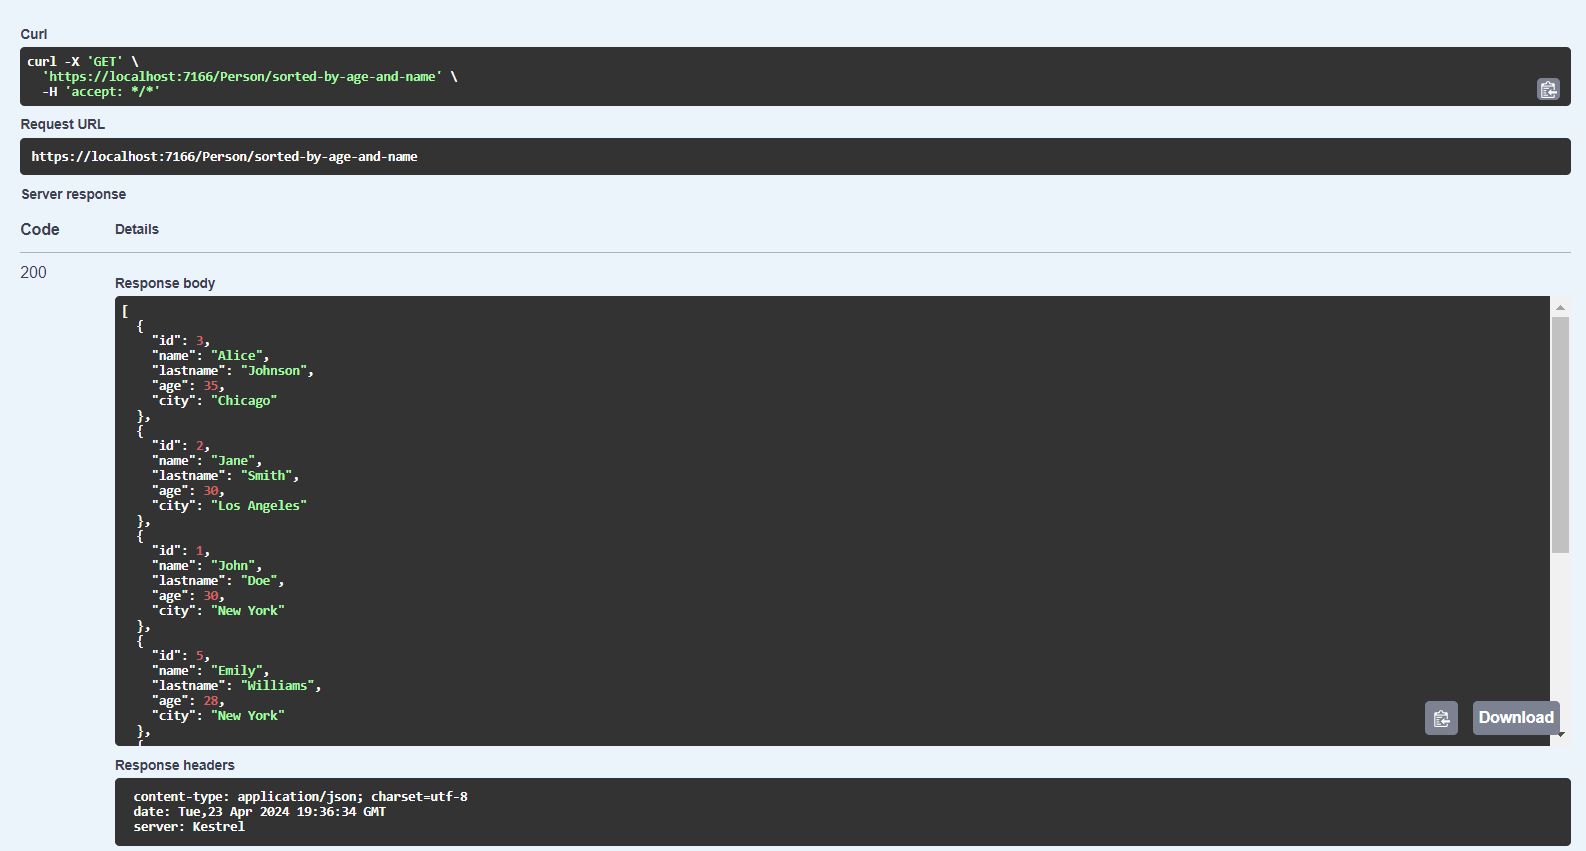 Curl
curl -X 'GET' \
  'https://localhost:7166/Person/sorted-by-age-and-name' \
  -H 'accept: */*'
Request URL
https://localhost:7166/Person/sorted-by-age-and-name
Server response
Code Details
200
Response body
[
  {
    "id": 3,
    "name": "Alice",
    "lastname": "Johnson",
    "age": 35,
    "city": "Chicago"
  },
  {
    "id": 2,
    "name": "Jane",
    "lastname": "Smith",
    "age": 30,
    "city": "Los Angeles"
  },
  {
    "id": 1,
    "name": "John",
    "lastname": "Doe",
    "age": 30,
    "city": "New York"
  },
  {
    "id": 5,
    "name": "Emily",
    "lastname": "Williams",
    "age": 28,
    "city": "New York"
  },
  {
Download
Response headers
content-type: application/json; charset=utf-8
date: Tue,23 Apr 2024 19:36:34 GMT
server: Kestrel